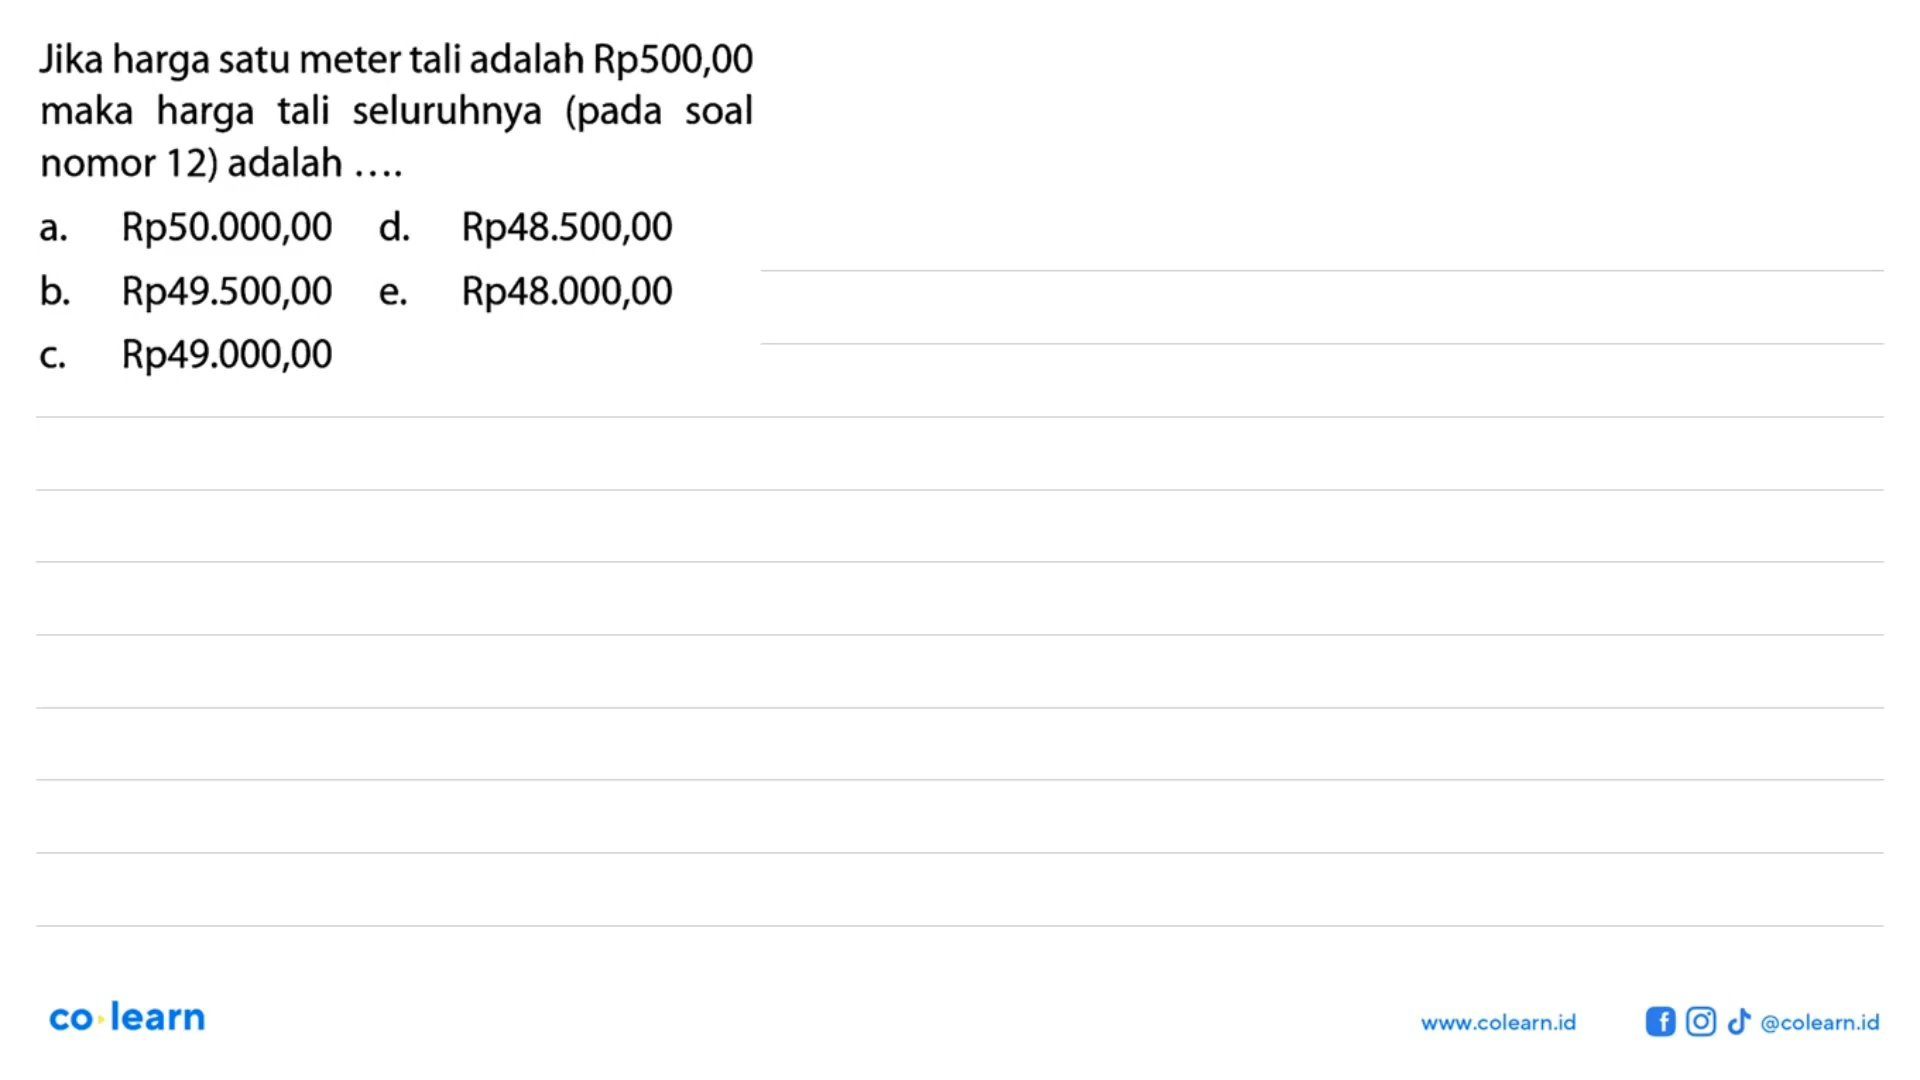 Jika harga satu meter tali adalah Rp500,00
maka harga tali seluruhnya (pada soal
nomor 12) adalah ....
a. Rp50.000,00 d. Rp48.500,00
b. Rp49.500,00 e. Rp48.000,00
c. Rp49.000,00
co learn
www.colearn.id @colearn.id